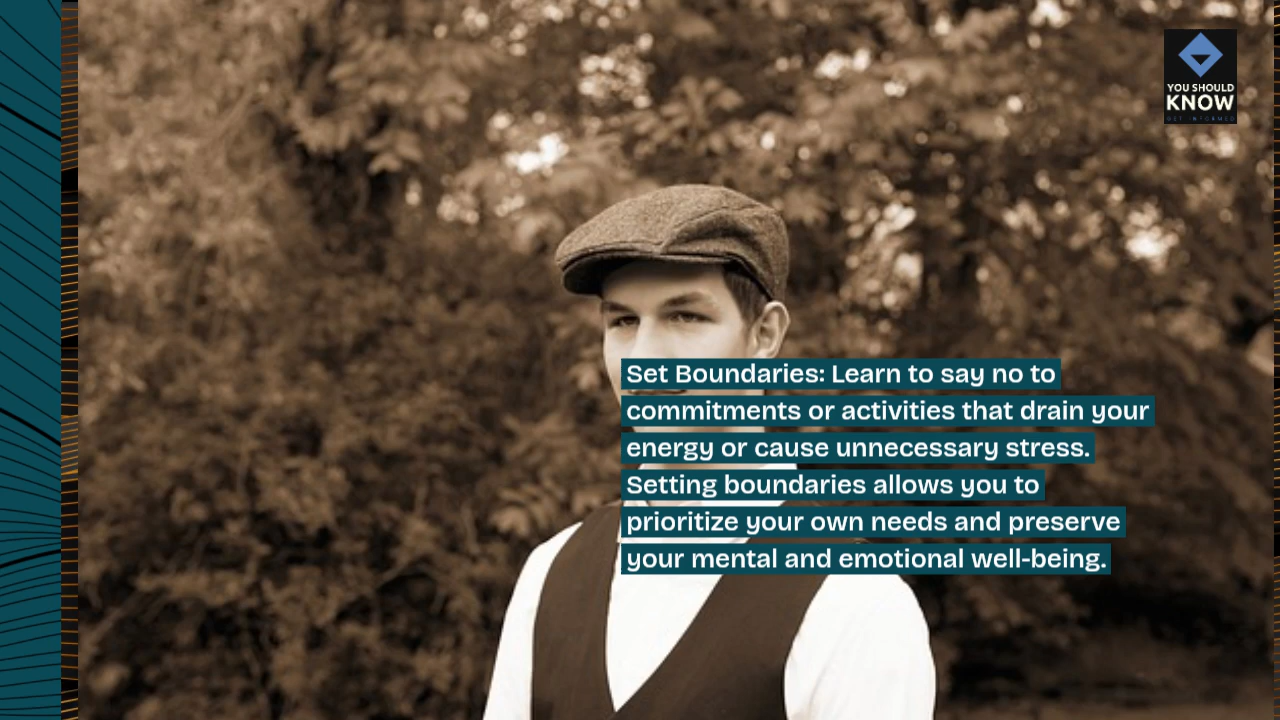 YOU SHOULD
KNOW
GET INFORMED
Set Boundaries: Learn to say no to
commitments or activities that drain your
energy or cause unnecessary stress.
Setting boundaries allows you to
prioritize your own needs and preserve
your mental and emotional well-being.